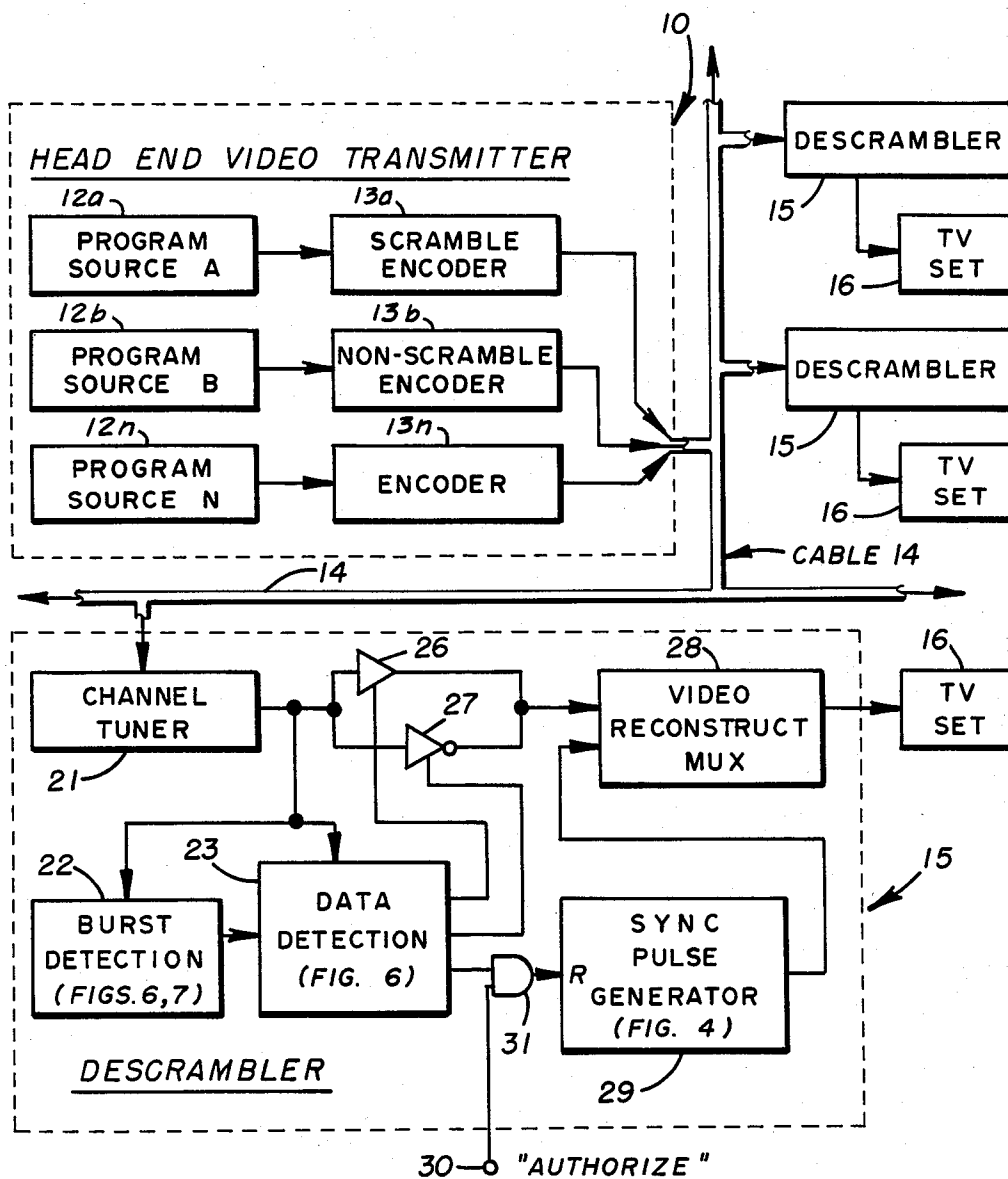 10
HEAD END VIDEO TRANSMITTER
12a
PROGRAM
SOURCE A
13a
SCRAMBLE
ENCODER
12b
PROGRAM
SOURCE B
13b
NON-SCRAMBLE
ENCODER
12n
PROGRAM
SOURCE N
13n
ENCODER
DESCRAMBLER
15
TV
SET
16
DESCRAMBLER
15
TV
SET
16
CABLE 14
14
CHANNEL
TUNER
21
26
27
28
VIDEO
RECONSTRUCT
MUX
16
TV
SET
22
BURST
DETECTION
(FIGS. 6,7)
23
DATA
DETECTION
(FIG. 6)
31
R
SYNC
PULSE
GENERATOR
(FIG. 4)
29
15
DESCRAMBLER
30
"AUTHORIZE"